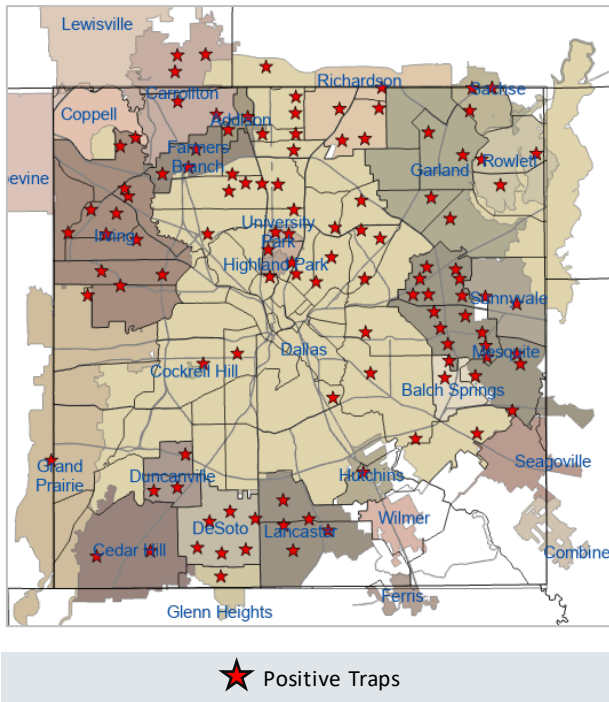 Lewisville
Richardson
Carrollton
Sachse
Coppell
Addison
Farmers
Branch
Garland
Rowlett
evine
University
Park
Irving
Highland Park
Sunnyvale
Dallas
Mesquite
Cockrell Hill
Balch Springs
Grand
Prairie
Duncanville
Hutchins
Seagoville
DeSoto
Lancaster
Wilmer
Cedar Hill
Combine
Glenn Heights
Ferris
Positive Traps